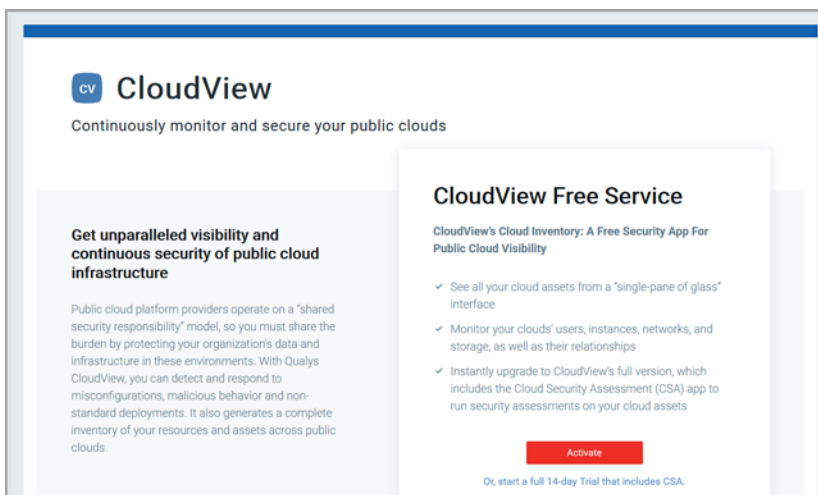 CV CloudView
Continuously monitor and secure your public clouds
Get unparalleled visibility and
continuous security of public cloud
infrastructure
Public cloud platform providers operate on a "shared
security responsibility" model, so you must share the
burden by protecting your organization's data and
infrastructure in these environments. With Qualys
CloudView, you can detect and respond to
misconfigurations, malicious behavior and non-
standard deployments. It also generates a complete
inventory of your resources and assets across public
clouds.
CloudView Free Service
CloudView's Cloud Inventory: A Free Security App For
Public Cloud Visibility
See all your cloud assets from a "single-pane of glass"
interface
Monitor your clouds' users, instances, networks, and
storage, as well as their relationships
Instantly upgrade to CloudView's full version, which
includes the Cloud Security Assessment (CSA) app to
run security assessments on your cloud assets
Activate
Or, start a full 14-day Trial that includes CSA.